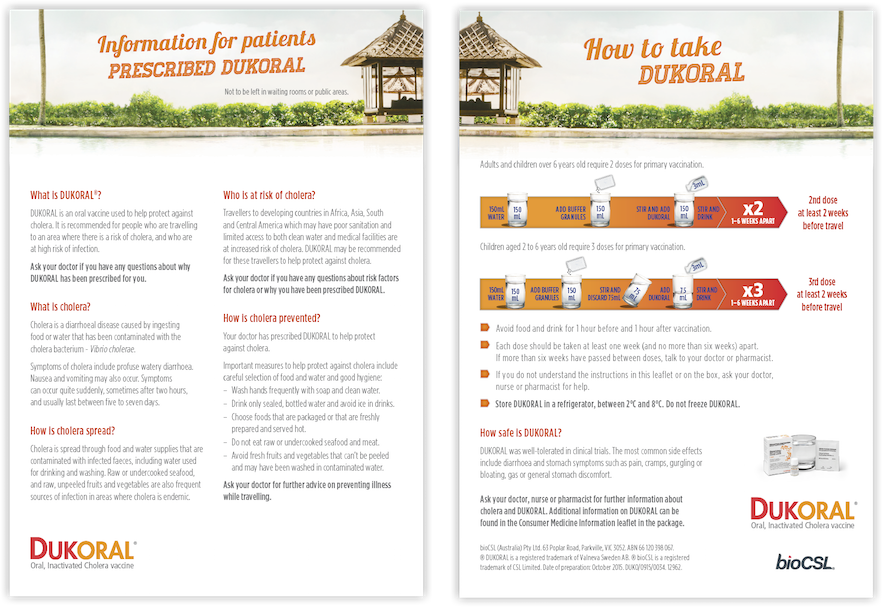 Information for patients
PRESCRIBED DUKORAL
Not to be left in waiting rooms or public areas.
What is DUKORAL®?
DUKORAL is an oral vaccine used to help protect against
cholera. It is recommended for people who are travelling
to an area where there is a risk of cholera, and who are
at high risk of infection.
Ask your doctor if you have any questions about why
DUKORAL has been prescribed for you.
What is cholera?
Cholera is a diarrhoeal disease caused by ingesting
food or water that has been contaminated with the
cholera bacterium - Vibrio cholerae.
Symptoms of cholera include profuse watery diarrhoea.
Nausea and vomiting may also occur. Symptoms
can occur quite suddenly, sometimes after two hours,
and usually last between five to seven days.
How is cholera spread?
Cholera is spread through food and water supplies that are
contaminated with infected faeces, including water used
for drinking and washing. Raw or undercooked seafood,
and raw, unpeeled fruits and vegetables are also frequent
sources of infection in areas where cholera is endemic.
DUKORAL®
Oral, Inactivated Cholera vaccine
Who is at risk of cholera?
Travellers to developing countries in Africa, Asia, South
and Central America which may have poor sanitation and
limited access to both clean water and medical facilities are
at increased risk of cholera. DUKORAL may be recommended
for these travellers to help protect against cholera.
Ask your doctor if you have any questions about risk factors
for cholera or why you have been prescribed DUKORAL.
How is cholera prevented?
Your doctor has prescribed DUKORAL to help protect
against cholera.
Important measures to help protect against cholera include
careful selection of food and water and good hygiene:
– Wash hands frequently with soap and clean water.
– Drink only sealed, bottled water and avoid ice in drinks.
– Choose foods that are packaged or that are freshly
prepared and served hot.
– Do not eat raw or undercooked seafood and meat.
– Avoid fresh fruits and vegetables that can't be peeled
and may have been washed in contaminated water.
Ask your doctor for further advice on preventing illness
while travelling.
How to take
DUKORAL
Adults and children over 6 years old require 2 doses for primary vaccination.
150mL
WATER
150
mL
ADD BUFFER
GRANULES
150
mL
STIR AND ADD
DUKORAL
3mL
150
mL
STIR AND
DRINK
x2
1–6 WEEKS APART
2nd dose
at least 2 weeks
before travel
Children aged 2 to 6 years old require 3 doses for primary vaccination.
150mL
WATER
150
mL
ADD BUFFER
GRANULES
150
mL
STIR AND
DISCARD 75mL
75
mL
ADD
DUKORAL
3mL
75
mL
STIR AND
DRINK
x3
1–6 WEEKS APART
3rd dose
at least 2 weeks
before travel
Avoid food and drink for 1 hour before and 1 hour after vaccination.
Each dose should be taken at least one week (and no more than six weeks) apart.
If more than six weeks have passed between doses, talk to your doctor or pharmacist.
If you do not understand the instructions in this leaflet or on the box, ask your doctor,
nurse or pharmacist for help.
Store DUKORAL in a refrigerator, between 2°C and 8°C. Do not freeze DUKORAL.
How safe is DUKORAL?
DUKORAL was well-tolerated in clinical trials. The most common side effects
include diarrhoea and stomach symptoms such as pain, cramps, gurgling or
bloating, gas or general stomach discomfort.
Ask your doctor, nurse or pharmacist for further information about
cholera and DUKORAL. Additional information on DUKORAL can be
found in the Consumer Medicine Information leaflet in the package.
bioCSL (Australia) Pty Ltd. 63 Poplar Road, Parkville, VIC 3052. ABN 66 120 398 067.
® DUKORAL is a registered trademark of Valneva Sweden AB. ® bioCSL is a registered
trademark of CSL Limited. Date of preparation: October 2015. DUKO/0915/0034. 12962.
DUKORAL®
Oral, Inactivated Cholera vaccine
bioCSL